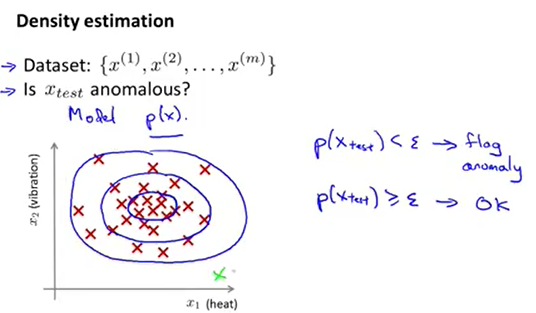 Density estimation
→ Dataset: {x^(1), x^(2), . . . , x^(m)}
→ Is x_test anomalous?
Model p(x).
p(x_test) < ε → flag
anomaly
p(x_test) ≥ ε → OK
x_2 (vibration)
x_1 (heat)